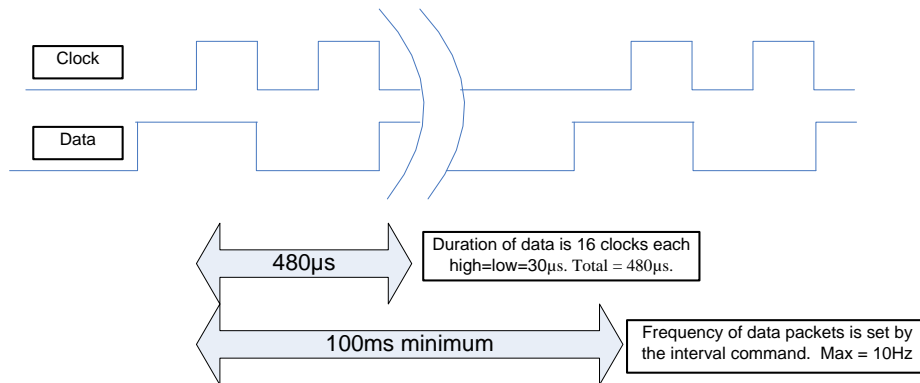 Clock
Data
480µs
Duration of data is 16 clocks each
high=low=30µs. Total = 480µs.
100ms minimum
Frequency of data packets is set by
the interval command. Max = 10Hz